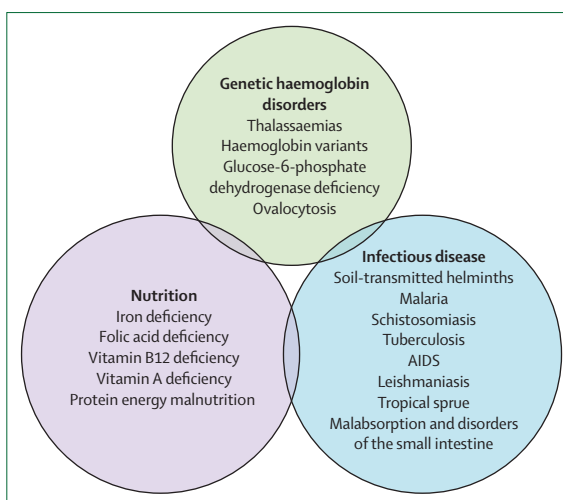 Genetic haemoglobin
disorders
Thalassaemias
Haemoglobin variants
Glucose-6-phosphate
dehydrogenase deficiency
Ovalocytosis
Nutrition
Iron deficiency
Folic acid deficiency
Vitamin B12 deficiency
Vitamin A deficiency
Protein energy malnutrition
Infectious disease
Soil-transmitted helminths
Malaria
Schistosomiasis
Tuberculosis
AIDS
Leishmaniasis
Tropical sprue
Malabsorption and disorders
of the small intestine